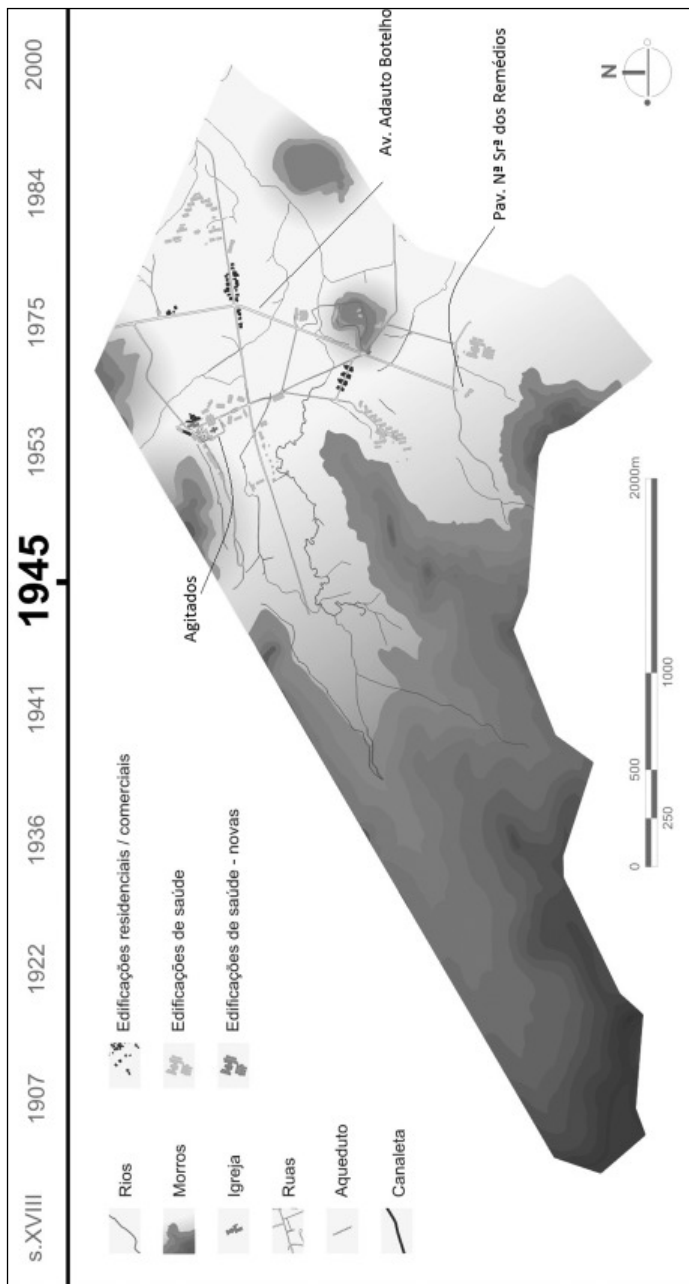 s.XVIII 1907 1922 1936 1941 1945 1953 1975 1984 2000
Rios
Morros
Igreja
Ruas
Aqueduto
Canaleta
Edificações residenciais / comerciais
Edificações de saúde
Edificações de saúde - novas
Agitados
Av. Adauto Botelho
Pav. Nª Srª dos Remédios
N
0 250 500 1000 2000m